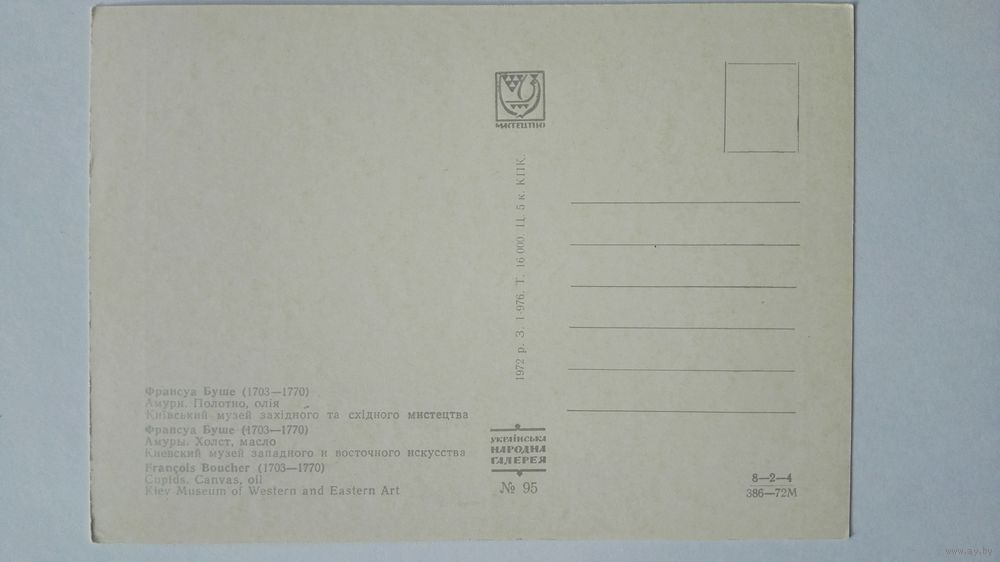 Франсуа Буше (1703—1770)
Амури. Полотно, олія
Київський музей західного та східного мистецтва
Франсуа Буше (1703—1770)
Амуры. Холст, масло
Киевский музей западного и восточного искусства
François Boucher (1703—1770)
Cupids. Canvas, oil
Kiev Museum of Western and Eastern Art
МИСТЕЦТВО
1972 р. З. 1-976. Т. 16 000. Ц. 5 к. КПК.
УКРАЇНСЬКА
НАРОДНА
ГАЛЕРЕЯ
№ 95
8—2—4
386—72М
www.ay.by